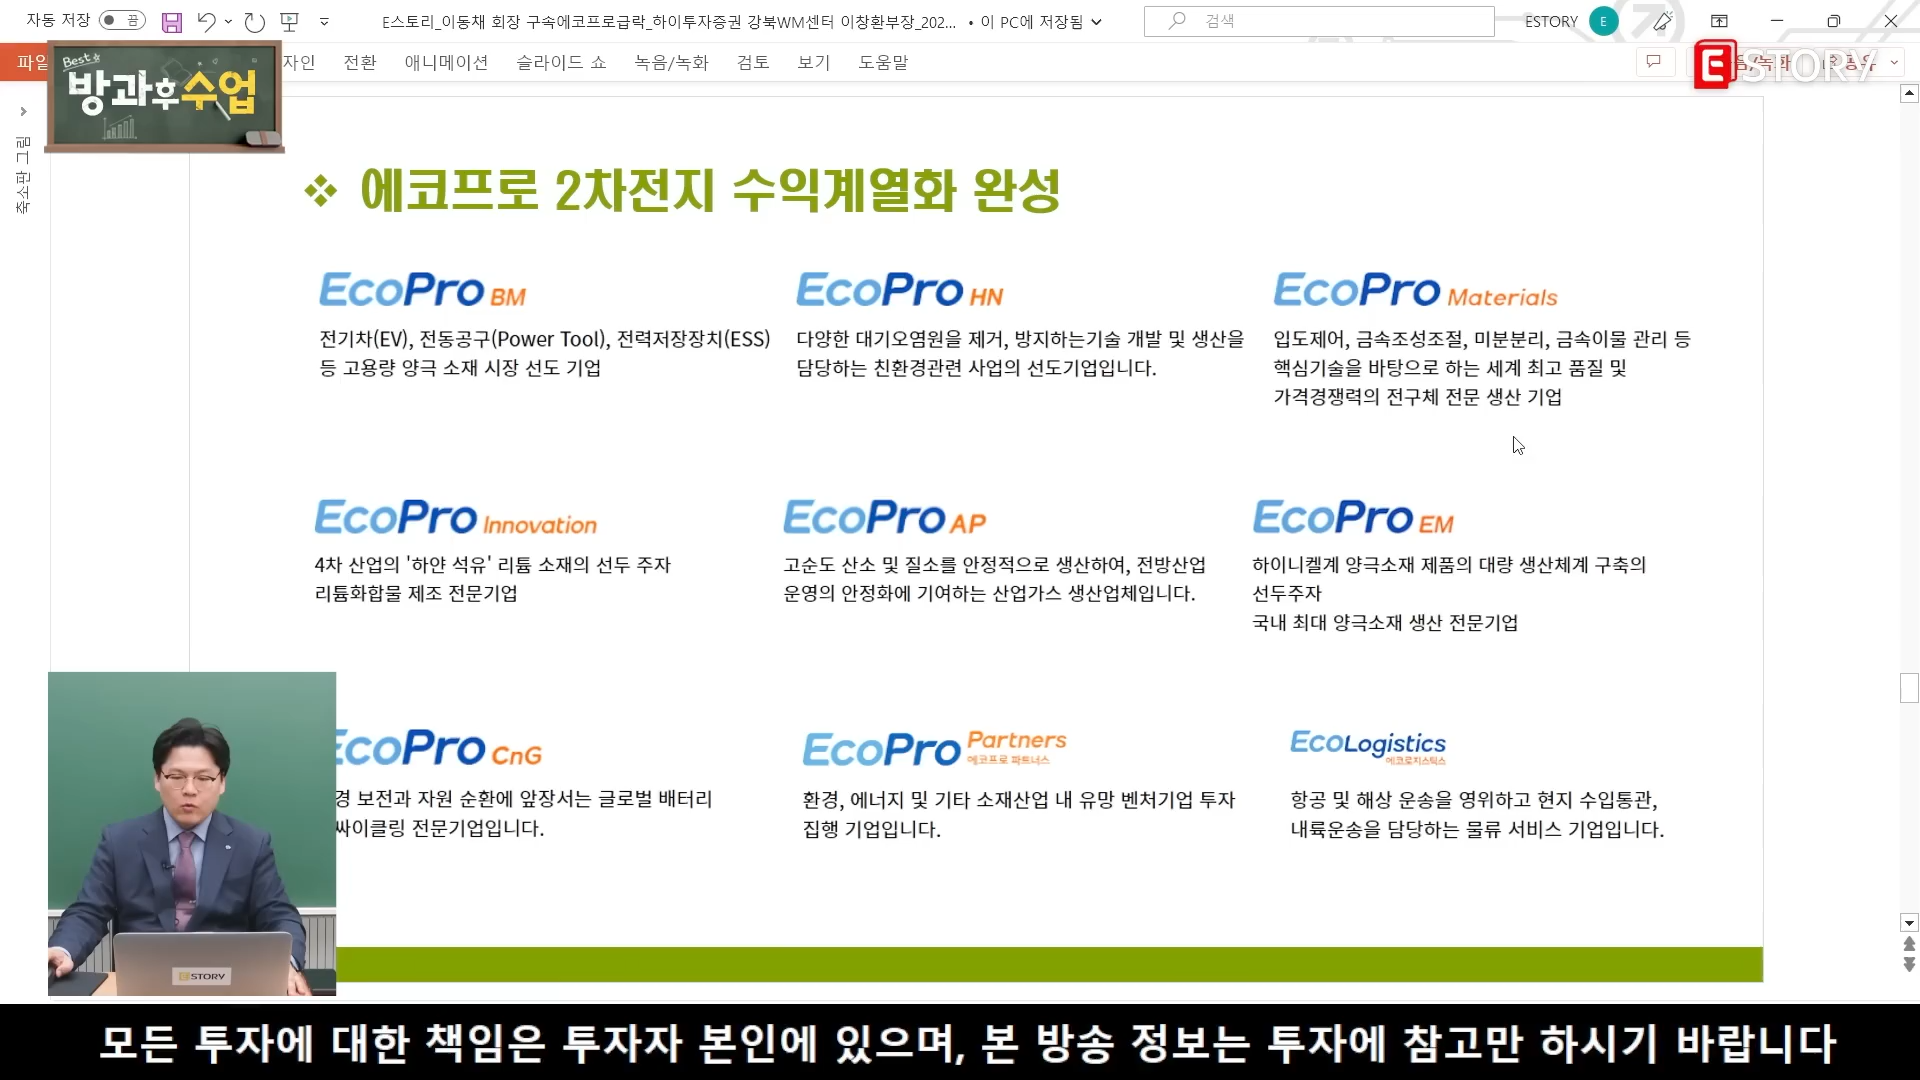 자동 저장 끔 E스토리_이동채 회장 구속에코프로급락_하이투자증권 강북WM센터 이창환부장_202... • 이 PC에 저장됨 검색 ESTORY E
파일 자인 전환 애니메이션 슬라이드 쇼 녹음/녹화 검토 보기 도움말
Best 방과후수업
E STORY
축소판 그림
❖ 에코프로 2차전지 수익계열화 완성
EcoPro BM
전기차(EV), 전동공구(Power Tool), 전력저장장치(ESS)
등 고용량 양극 소재 시장 선도 기업
EcoPro HN
다양한 대기오염원을 제거, 방지하는기술 개발 및 생산을
담당하는 친환경관련 사업의 선도기업입니다.
EcoPro Materials
입도제어, 금속조성조절, 미분분리, 금속이물 관리 등
핵심기술을 바탕으로 하는 세계 최고 품질 및
가격경쟁력의 전구체 전문 생산 기업
EcoPro Innovation
4차 산업의 '하얀 석유' 리튬 소재의 선두 주자
리튬화합물 제조 전문기업
EcoPro AP
고순도 산소 및 질소를 안정적으로 생산하여, 전방산업
운영의 안정화에 기여하는 산업가스 생산업체입니다.
EcoPro EM
하이니켈계 양극소재 제품의 대량 생산체계 구축의
선두주자
국내 최대 양극소재 생산 전문기업
EcoPro CnG
경 보전과 자원 순환에 앞장서는 글로벌 배터리
싸이클링 전문기업입니다.
EcoPro Partners
에코프로 파트너스
환경, 에너지 및 기타 소재산업 내 유망 벤처기업 투자
집행 기업입니다.
EcoLogistics
에코로지스틱스
항공 및 해상 운송을 영위하고 현지 수입통관,
내륙운송을 담당하는 물류 서비스 기업입니다.
ESTORY
모든 투자에 대한 책임은 투자자 본인에 있으며, 본 방송 정보는 투자에 참고만 하시기 바랍니다